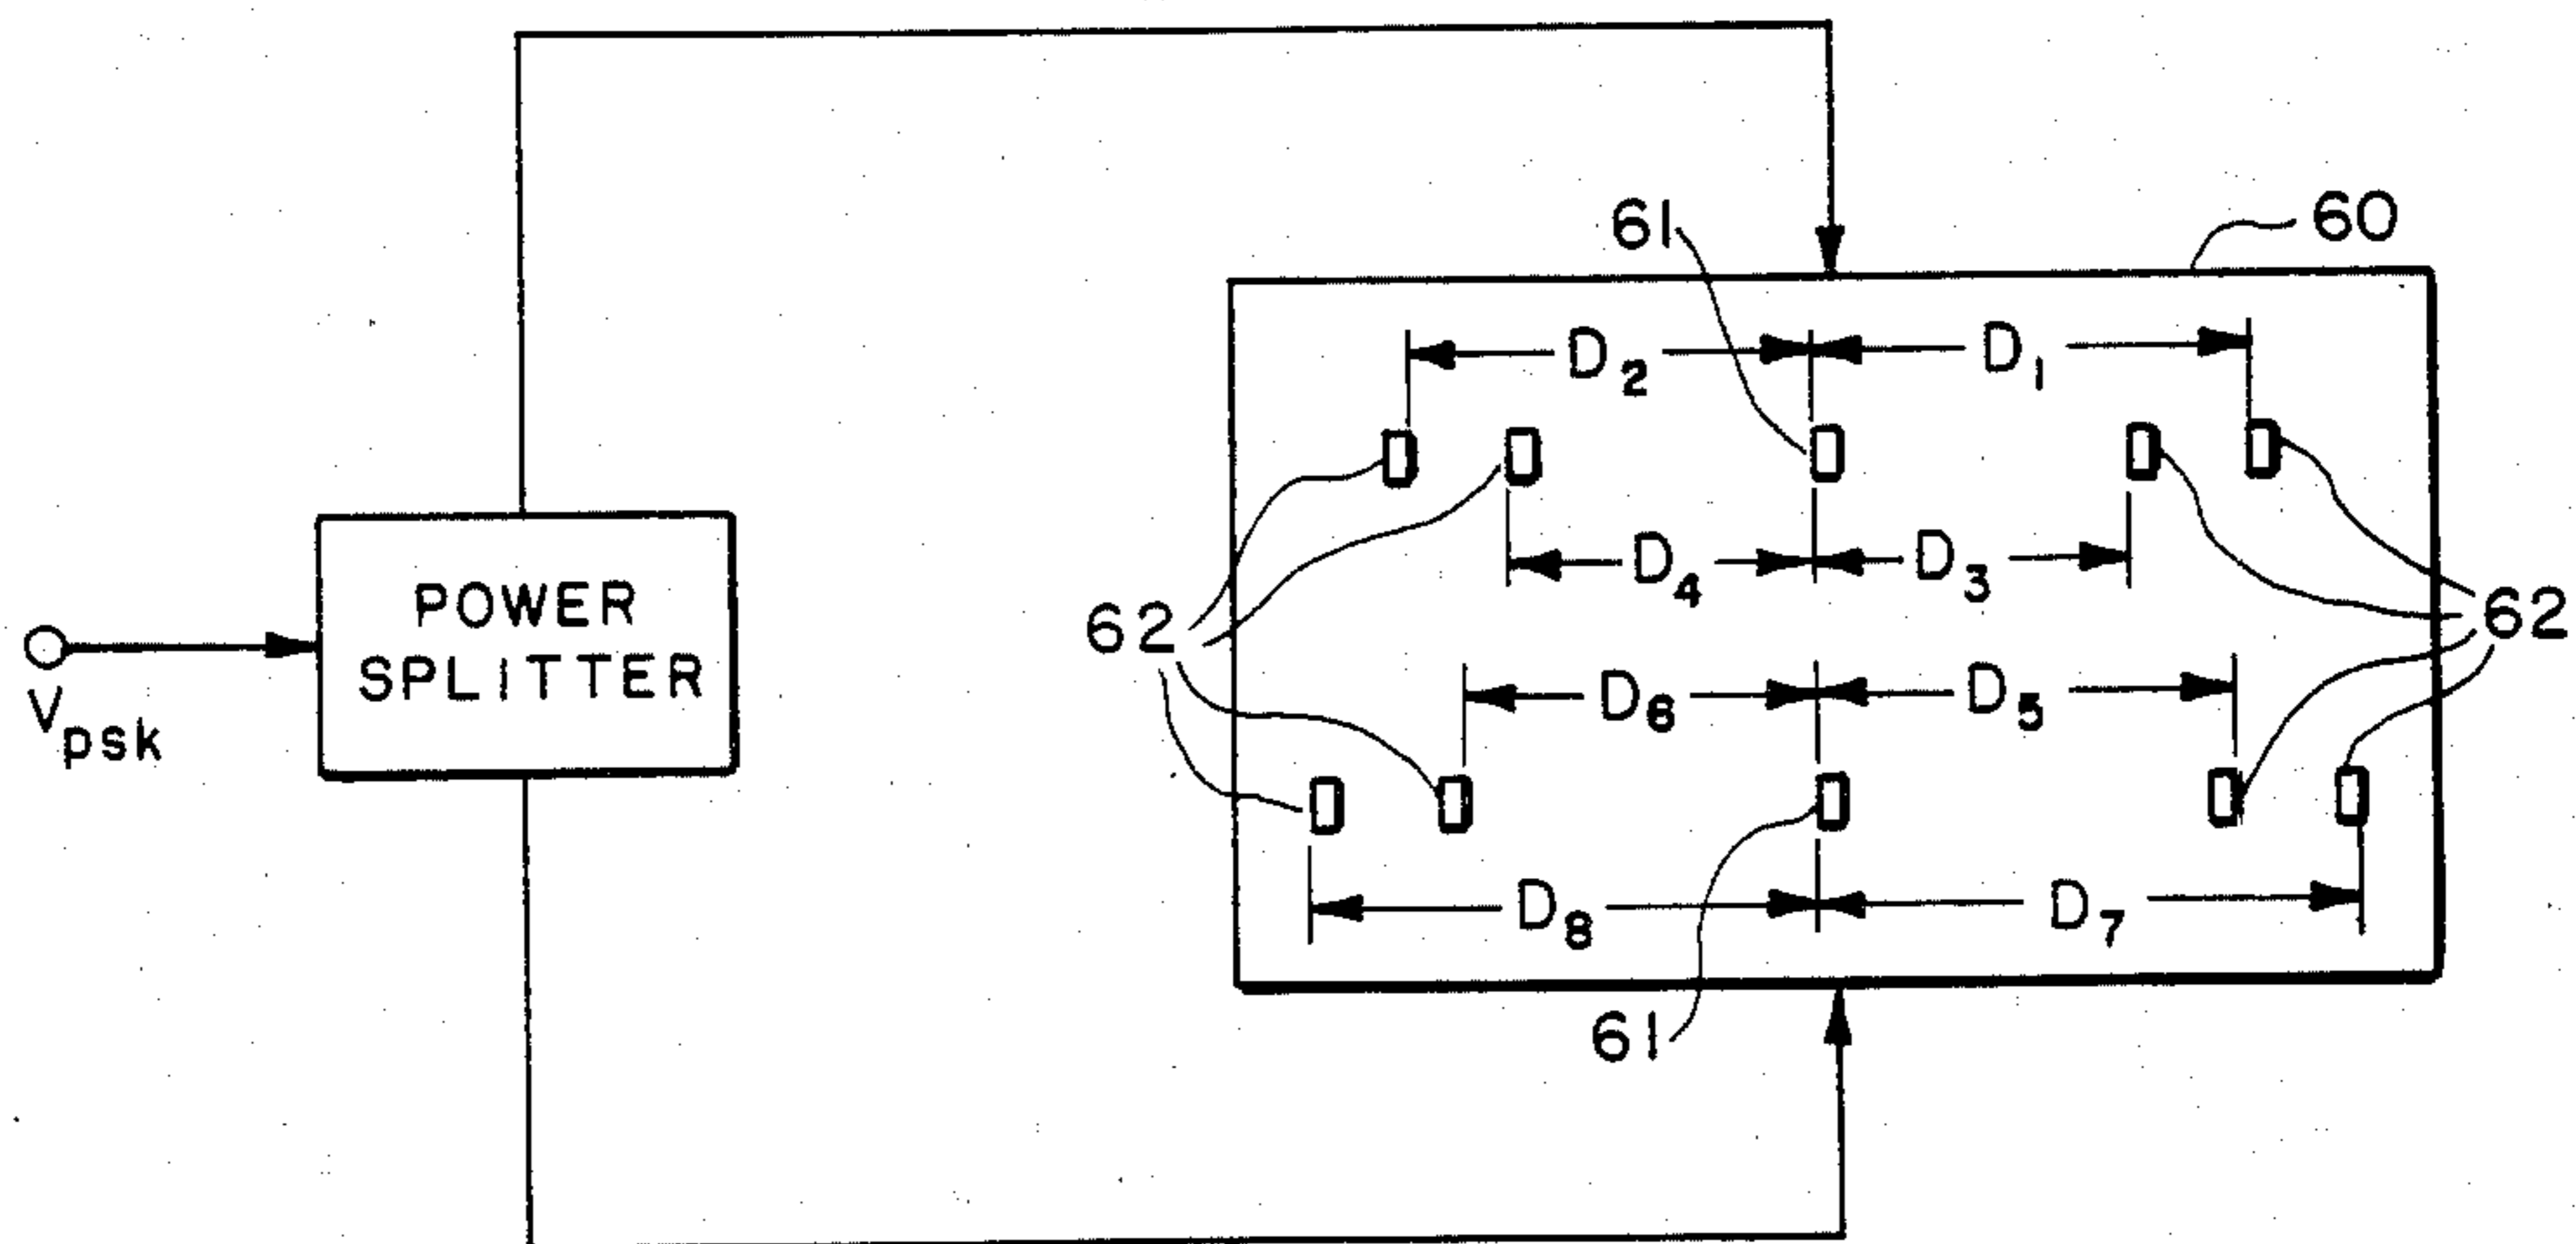 60
61
D2 D1
D4 D3
POWER
SPLITTER
62 62
Vpsk
D6 D5
D8 D7
61